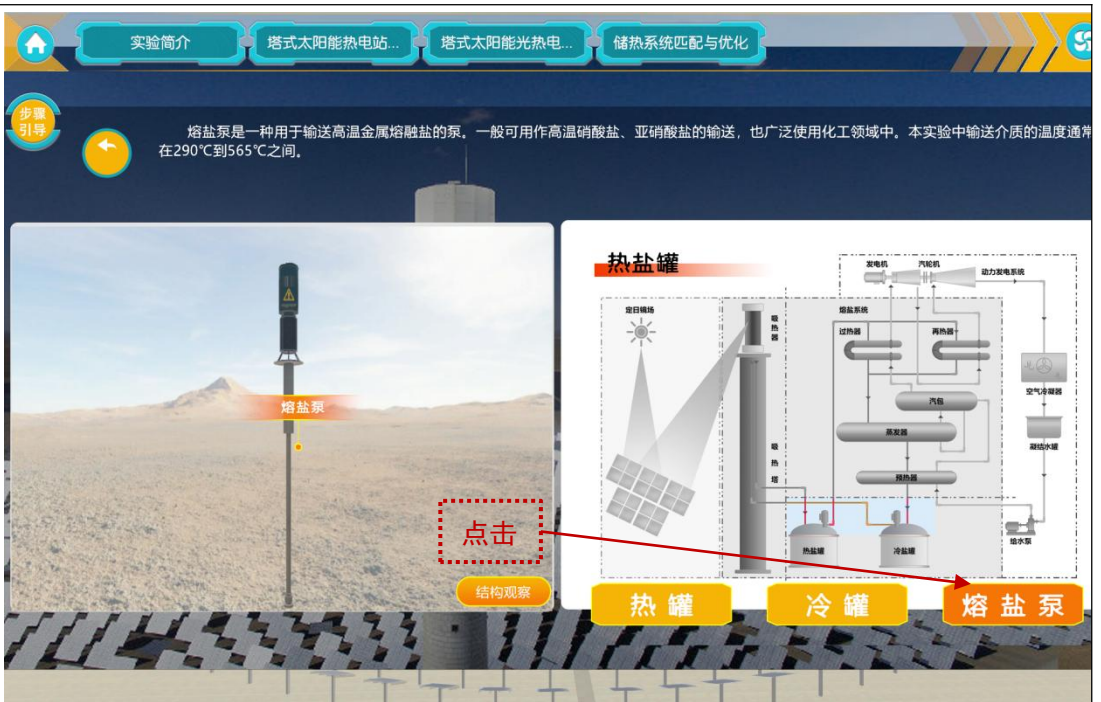 实验简介
塔式太阳能热电站...
塔式太阳能光热电...
储热系统匹配与优化
步骤
引导
熔盐泵是一种用于输送高温金属熔融盐的泵。一般可用作高温硝酸盐、亚硝酸盐的输送，也广泛使用化工领域中。本实验中输送介质的温度通常
在290℃到565℃之间。
熔盐泵
点击
结构观察
热盐罐
发电机
汽轮机
动力发电系统
定日镜场
吸
热
器
熔盐系统
过热器
再热器
空气冷凝器
汽包
蒸发器
凝结水罐
吸
热
塔
预热器
热盐罐
冷盐罐
给水泵
热罐
冷罐
熔盐泵